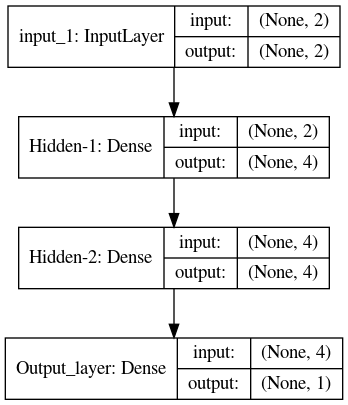 input_1: InputLayer
input: (None, 2)
output: (None, 2)
Hidden-1: Dense
input: (None, 2)
output: (None, 4)
Hidden-2: Dense
input: (None, 4)
output: (None, 4)
Output_layer: Dense
input: (None, 4)
output: (None, 1)